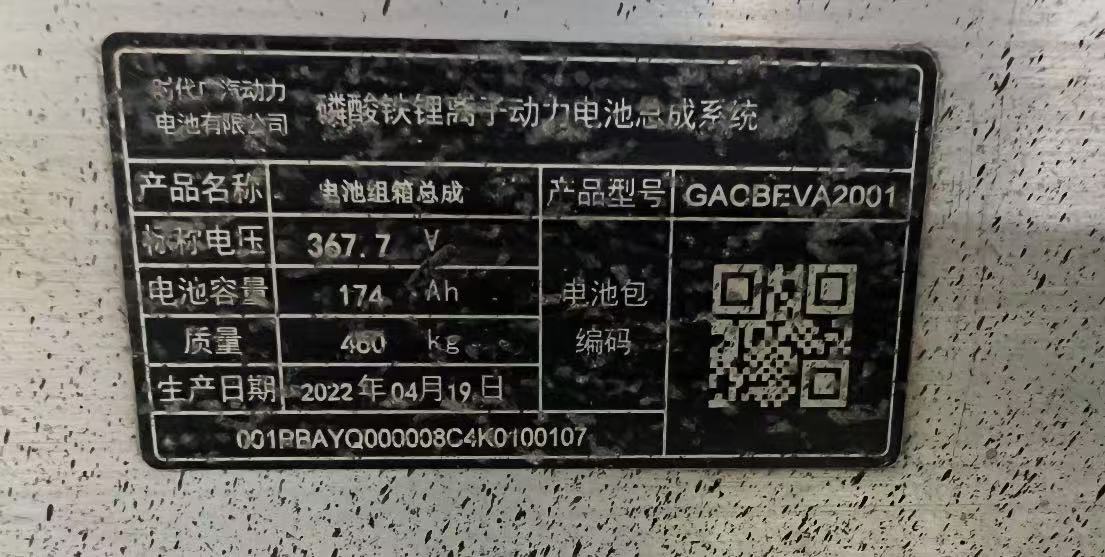 时代广汽动力
电池有限公司
磷酸铁锂离子动力电池总成系统
产品名称 电池组箱总成 产品型号 GACBEVA2001
标称电压 367.7 V
电池容量 174 Ah
质量 460 kg
生产日期 2022年04月19日
电池包
编码
001PBAYQ000008C4K0100107